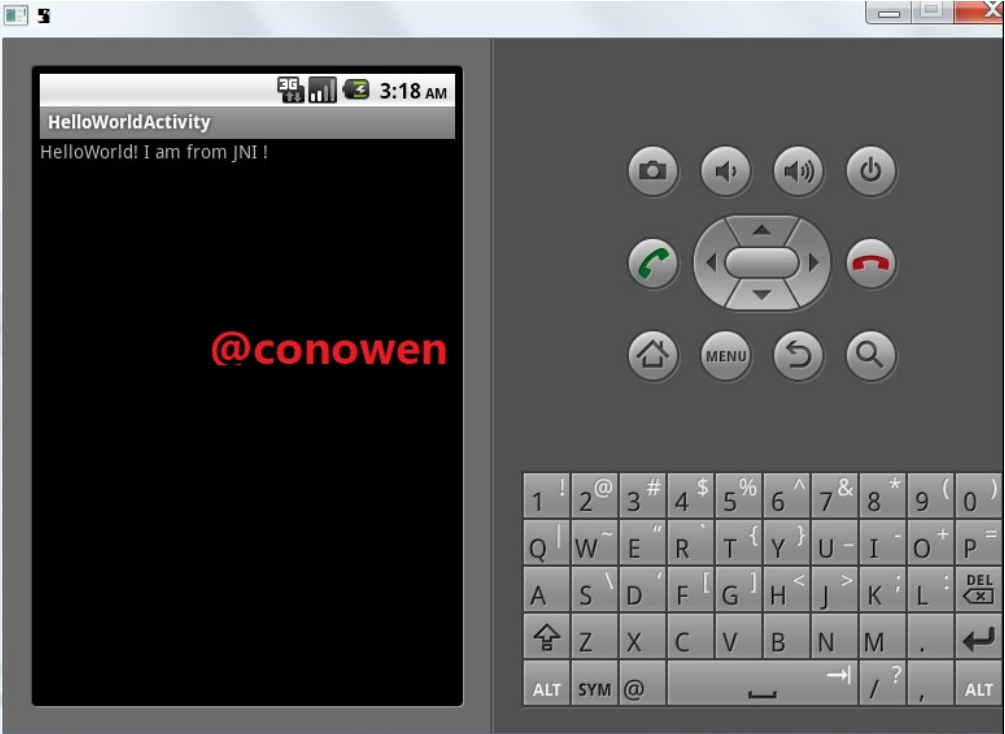 3G 3:18 AM
HelloWorldActivity
HelloWorld! I am from JNI !
@conowen
MENU
1 ! 2 @ 3 # 4 $ 5 % 6 ^ 7 & 8 * 9 ( 0 )
Q | W ~ E “ R ` T { Y } U _ I - O + P =
A S \ D ‘ F [ G ] H < J > K ; L : DEL
Z X C V B N M .
ALT SYM @ / ? , ALT